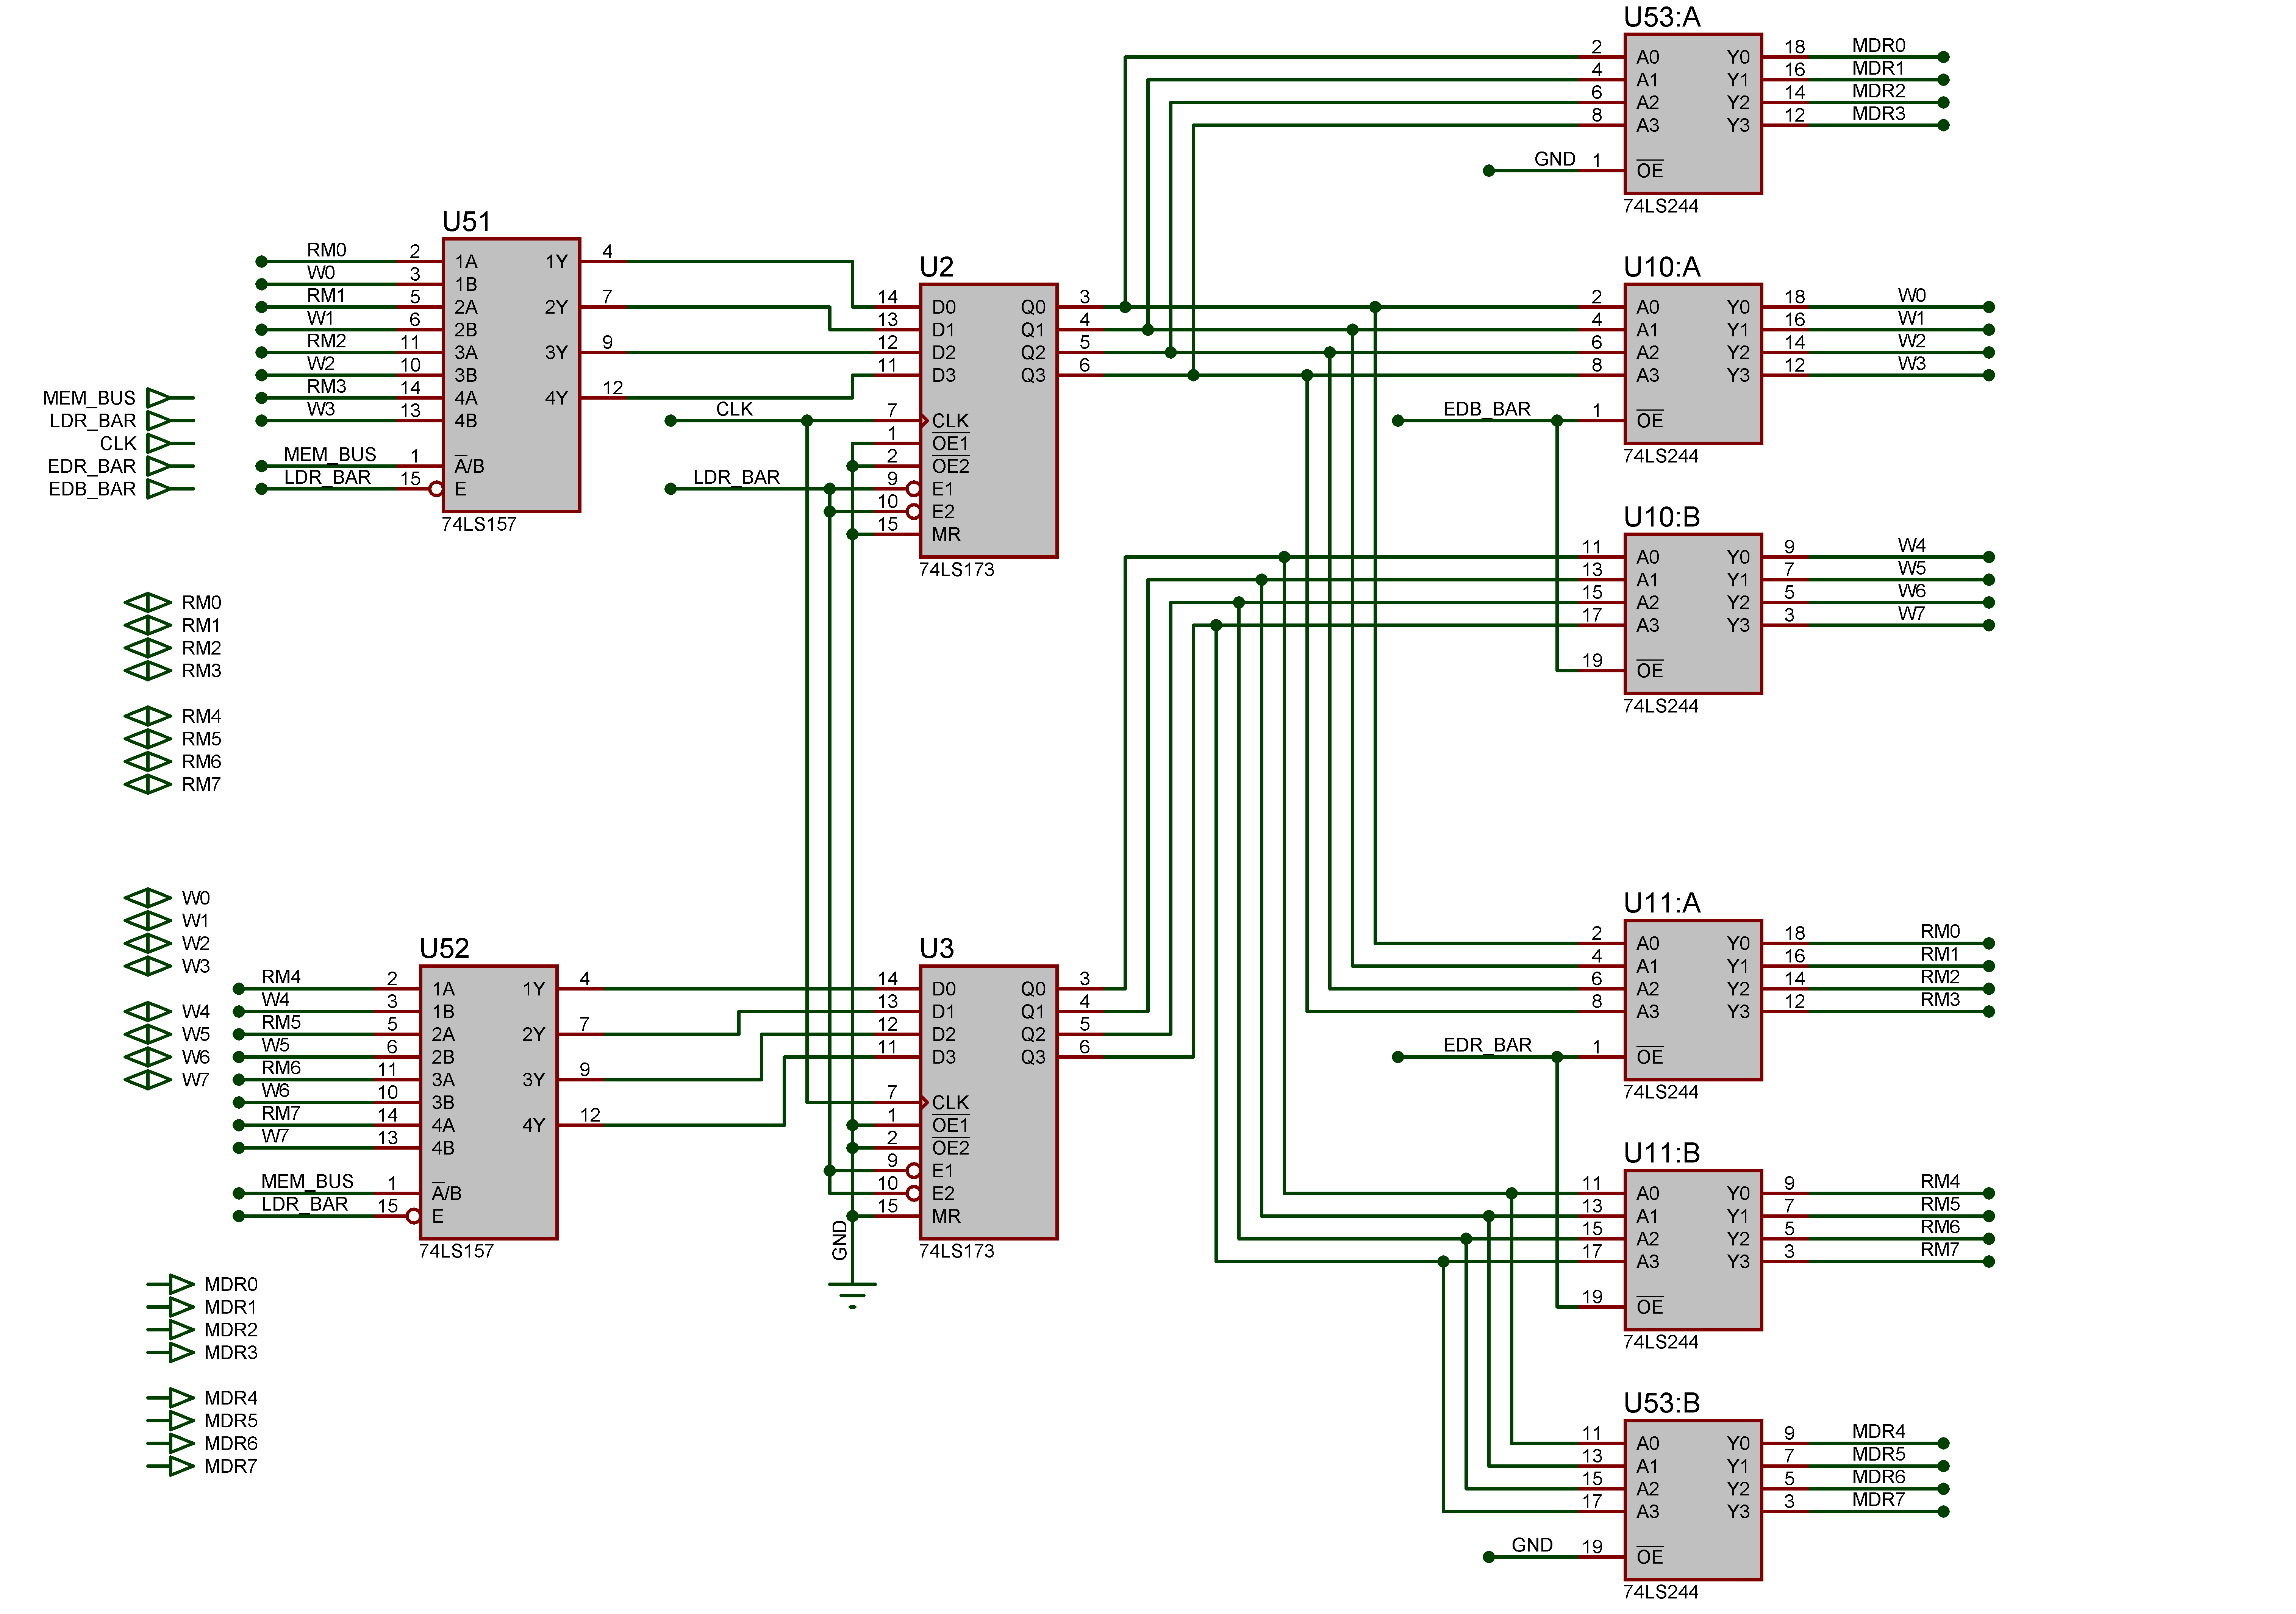 U53:A
2 A0 Y0 18 MDR0
4 A1 Y1 16 MDR1
6 A2 Y2 14 MDR2
8 A3 Y3 12 MDR3
GND 1 OE
74LS244
U51
RM0 2 1A 1Y 4
W0 3 1B
RM1 5 2A 2Y 7
W1 6 2B
RM2 11 3A 3Y 9
W2 10 3B
RM3 14 4A 4Y 12
W3 13 4B
MEM_BUS 1 A/B
LDR_BAR 15 E
74LS157
MEM_BUS
LDR_BAR
CLK
EDR_BAR
EDB_BAR
U2
14 D0 Q0 3
13 D1 Q1 4
12 D2 Q2 5
11 D3 Q3 6
CLK 7 CLK
1 OE1
2 OE2
LDR_BAR 9 E1
10 E2
15 MR
74LS173
U10:A
2 A0 Y0 18 W0
4 A1 Y1 16 W1
6 A2 Y2 14 W2
8 A3 Y3 12 W3
EDB_BAR 1 OE
74LS244
U10:B
11 A0 Y0 9 W4
13 A1 Y1 7 W5
15 A2 Y2 5 W6
17 A3 Y3 3 W7
19 OE
74LS244
RM0
RM1
RM2
RM3
RM4
RM5
RM6
RM7
W0
W1
W2
W3
W4
W5
W6
W7
U52
RM4 2 1A 1Y 4
W4 3 1B
RM5 5 2A 2Y 7
W5 6 2B
RM6 11 3A 3Y 9
W6 10 3B
RM7 14 4A 4Y 12
W7 13 4B
MEM_BUS 1 A/B
LDR_BAR 15 E
74LS157
U3
14 D0 Q0 3
13 D1 Q1 4
12 D2 Q2 5
11 D3 Q3 6
7 CLK
1 OE1
2 OE2
9 E1
10 E2
15 MR
74LS173
GND
U11:A
2 A0 Y0 18 RM0
4 A1 Y1 16 RM1
6 A2 Y2 14 RM2
8 A3 Y3 12 RM3
EDR_BAR 1 OE
74LS244
U11:B
11 A0 Y0 9 RM4
13 A1 Y1 7 RM5
15 A2 Y2 5 RM6
17 A3 Y3 3 RM7
19 OE
74LS244
MDR0
MDR1
MDR2
MDR3
MDR4
MDR5
MDR6
MDR7
U53:B
11 A0 Y0 9 MDR4
13 A1 Y1 7 MDR5
15 A2 Y2 5 MDR6
17 A3 Y3 3 MDR7
GND 19 OE
74LS244